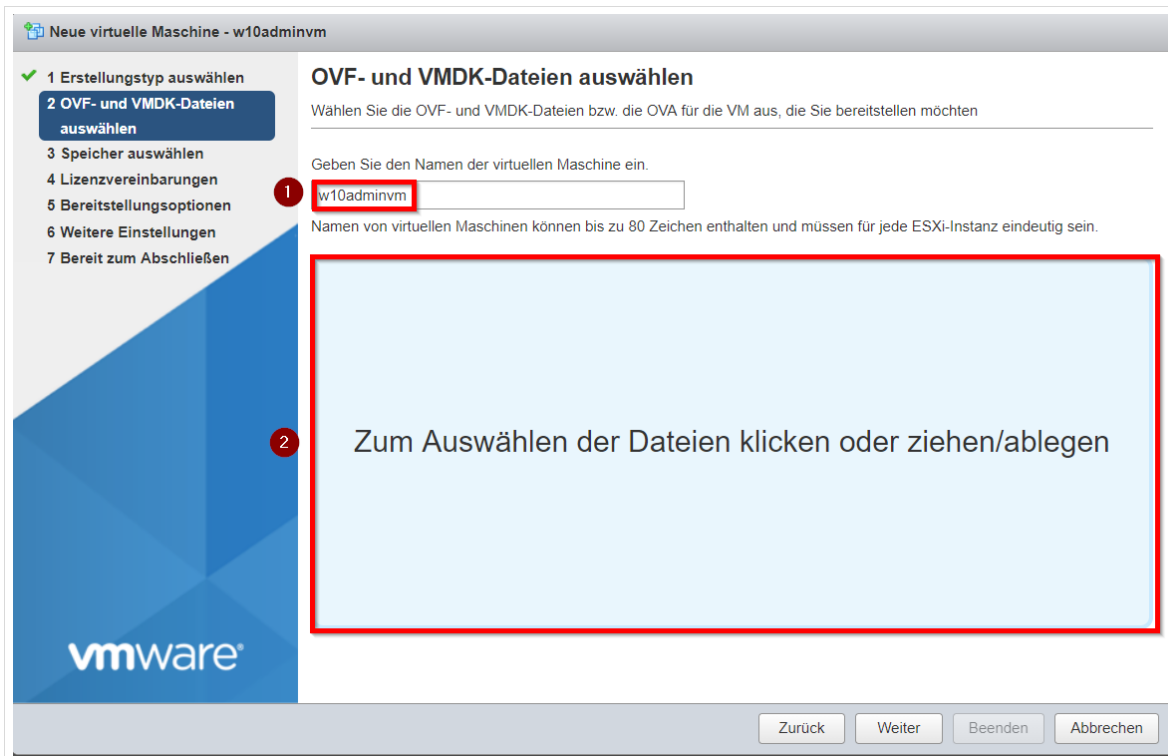 Neue virtuelle Maschine - w10adminvm
1 Erstellungstyp auswählen
2 OVF- und VMDK-Dateien
auswählen
3 Speicher auswählen
4 Lizenzvereinbarungen
5 Bereitstellungsoptionen
6 Weitere Einstellungen
7 Bereit zum Abschließen
vmware®
OVF- und VMDK-Dateien auswählen
Wählen Sie die OVF- und VMDK-Dateien bzw. die OVA für die VM aus, die Sie bereitstellen möchten
Geben Sie den Namen der virtuellen Maschine ein.
1
w10adminvm
Namen von virtuellen Maschinen können bis zu 80 Zeichen enthalten und müssen für jede ESXi-Instanz eindeutig sein.
2
Zum Auswählen der Dateien klicken oder ziehen/ablegen
Zurück
Weiter
Beenden
Abbrechen